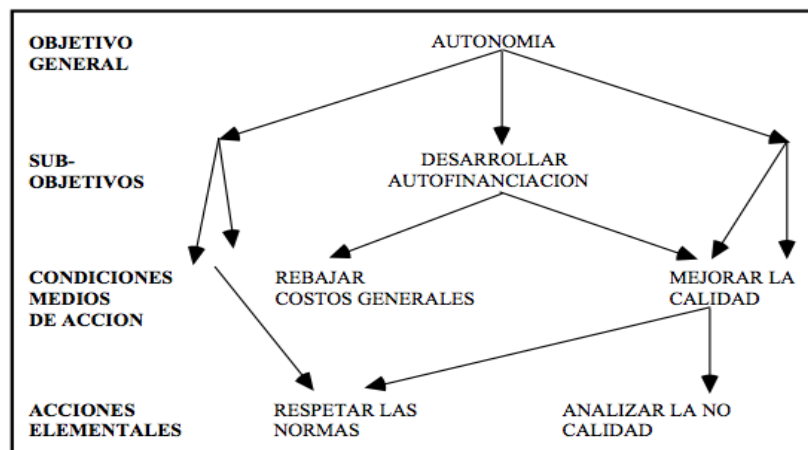 OBJETIVO
GENERAL
AUTONOMIA
SUB-
OBJETIVOS
DESARROLLAR
AUTOFINANCIACION
CONDICIONES
MEDIOS
DE ACCION
REBAJAR
COSTOS GENERALES
MEJORAR LA
CALIDAD
ACCIONES
ELEMENTALES
RESPETAR LAS
NORMAS
ANALIZAR LA NO
CALIDAD